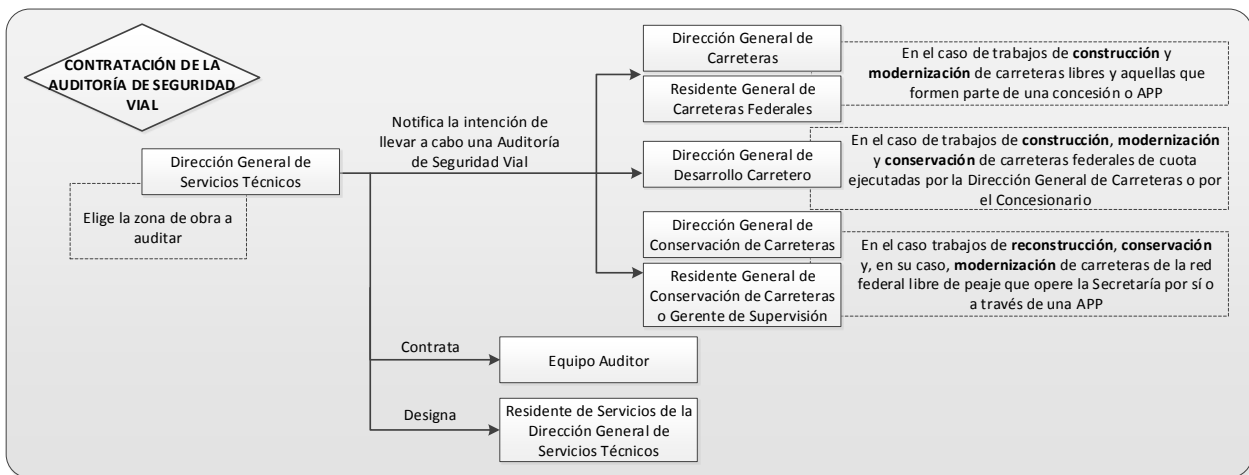 CONTRATACIÓN DE LA
AUDITORÍA DE SEGURIDAD
VIAL
Dirección General de
Servicios Técnicos
Elige la zona de obra a
auditar
Notifica la intención de
llevar a cabo una Auditoría
de Seguridad Vial
Dirección General de
Carreteras
Residente General de
Carreteras Federales
En el caso de trabajos de construcción y
modernización de carreteras libres y aquellas que
formen parte de una concesión o APP
Dirección General de
Desarrollo Carretero
En el caso de trabajos de construcción, modernización
y conservación de carreteras federales de cuota
ejecutadas por la Dirección General de Carreteras o por
el Concesionario
Dirección General de
Conservación de Carreteras
Residente General de
Conservación de Carreteras
o Gerente de Supervisión
En el caso trabajos de reconstrucción, conservación
y, en su caso, modernización de carreteras de la red
federal libre de peaje que opere la Secretaría por sí o
a través de una APP
Contrata
Equipo Auditor
Designa
Residente de Servicios de la
Dirección General de
Servicios Técnicos